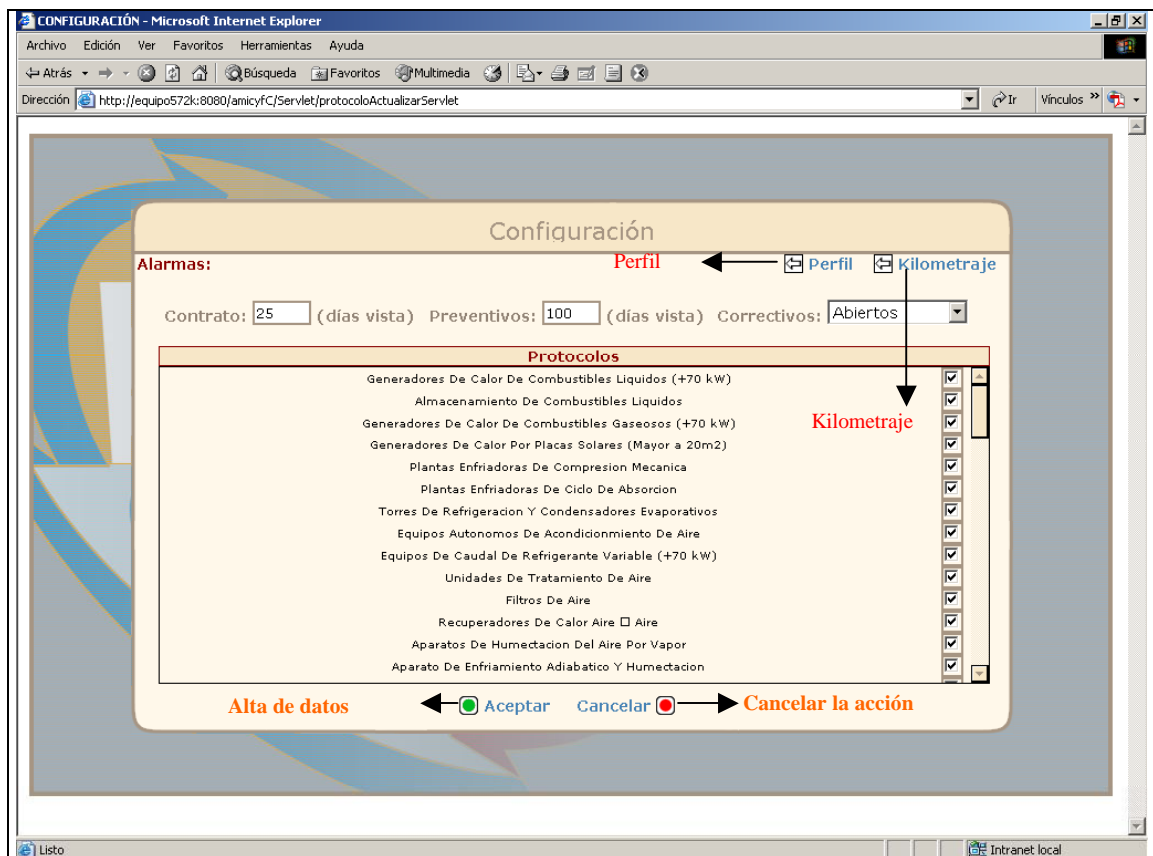 CONFIGURACIÓN - Microsoft Internet Explorer
Archivo Edición Ver Favoritos Herramientas Ayuda
Atrás Búsqueda Favoritos Multimedia
Dirección http://equipo572k:8080/amicyfC/Servlet/protocoloActualizarServlet Ir Vínculos »
Configuración
Alarmas: Perfil Perfil Kilometraje
Contrato: 25 (días vista) Preventivos: 100 (días vista) Correctivos: Abiertos
Protocolos
Generadores De Calor De Combustibles Liquidos (+70 kW)
Almacenamiento De Combustibles Liquidos
Generadores De Calor De Combustibles Gaseosos (+70 kW)
Kilometraje
Generadores De Calor Por Placas Solares (Mayor a 20m2)
Plantas Enfriadoras De Compresion Mecanica
Plantas Enfriadoras De Ciclo De Absorcion
Torres De Refrigeracion Y Condensadores Evaporativos
Equipos Autonomos De Acondicionmiento De Aire
Equipos De Caudal De Refrigerante Variable (+70 kW)
Unidades De Tratamiento De Aire
Filtros De Aire
Recuperadores De Calor Aire □ Aire
Aparatos De Humectacion Del Aire Por Vapor
Aparato De Enfriamiento Adiabatico Y Humectacion
Alta de datos Aceptar Cancelar Cancelar la acción
Listo Intranet local